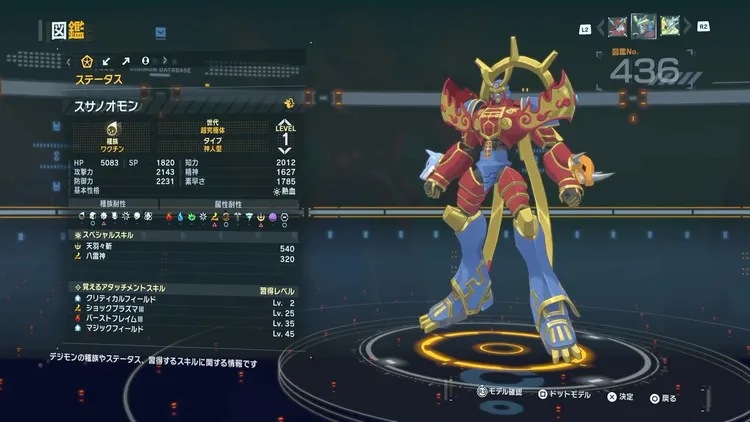 図鑑
DATABASE
ステータス
スサノオモン
種族
ワクチン
世代
超究極体
タイプ
神人型
LEVEL
1
HP 5083 SP 1820 知力 2012
攻撃力 2143 精神 1627
防御力 2231 素早さ 1785
基本性格 熱血
種族耐性 属性耐性
スペシャルスキル
天羽々斬 540
八雷神 320
覚えるアタッチメントスキル 習得レベル
クリティカルフィールド Lv. 2
ショックプラズマⅢ Lv. 25
バーストフレイムⅢ Lv. 35
マジックフィールド Lv. 45
デジモンの種族やステータス、習得するスキルに関する情報です
L2 R2
図鑑No.
436
モデル確認 ドットモデル 決定 戻る